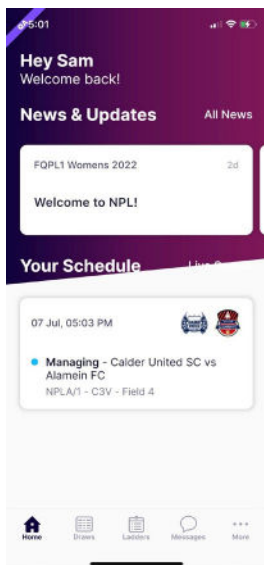 5:01
Hey Sam
Welcome back!
News & Updates
All News
FQPL1 Womens 2022
2d
Welcome to NPL!
Your Schedule
07 Jul, 05:03 PM
Managing - Calder United SC vs
Alamein FC
NPLA/1 - C3V - Field 4
Home
Draws
Ladders
Messages
More